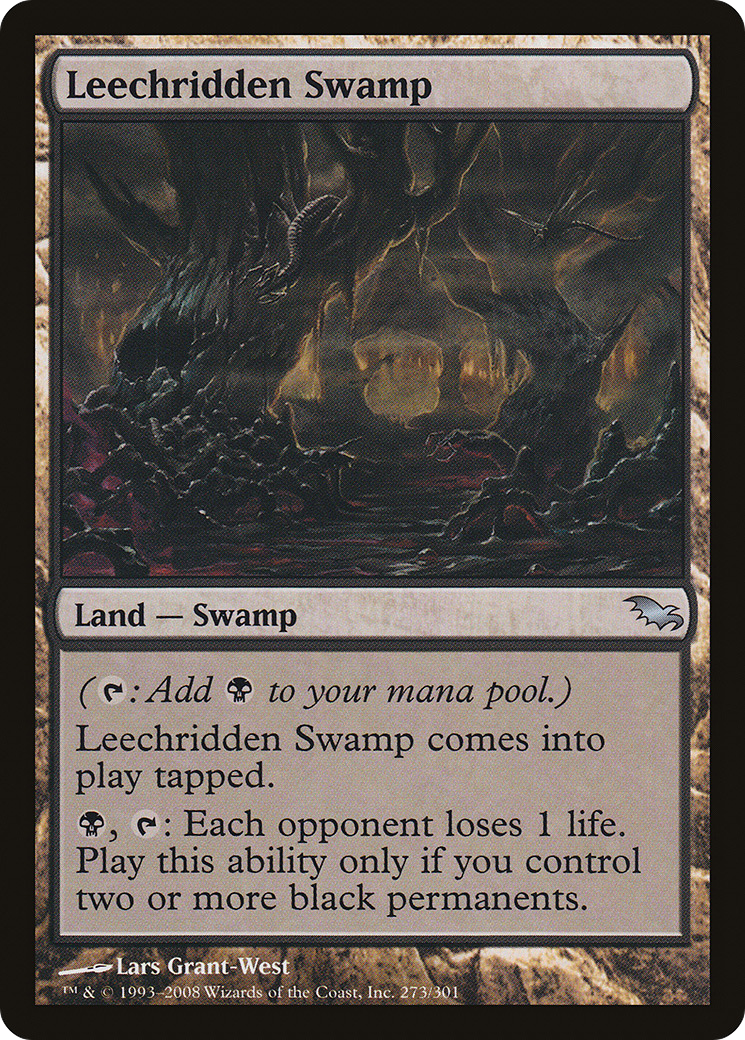 Leechridden Swamp
Land — Swamp
( : Add to your mana pool.)
Leechridden Swamp comes into
play tapped.
, : Each opponent loses 1 life.
Play this ability only if you control
two or more black permanents.
Lars Grant-West
™ & © 1993–2008 Wizards of the Coast, Inc. 273/301